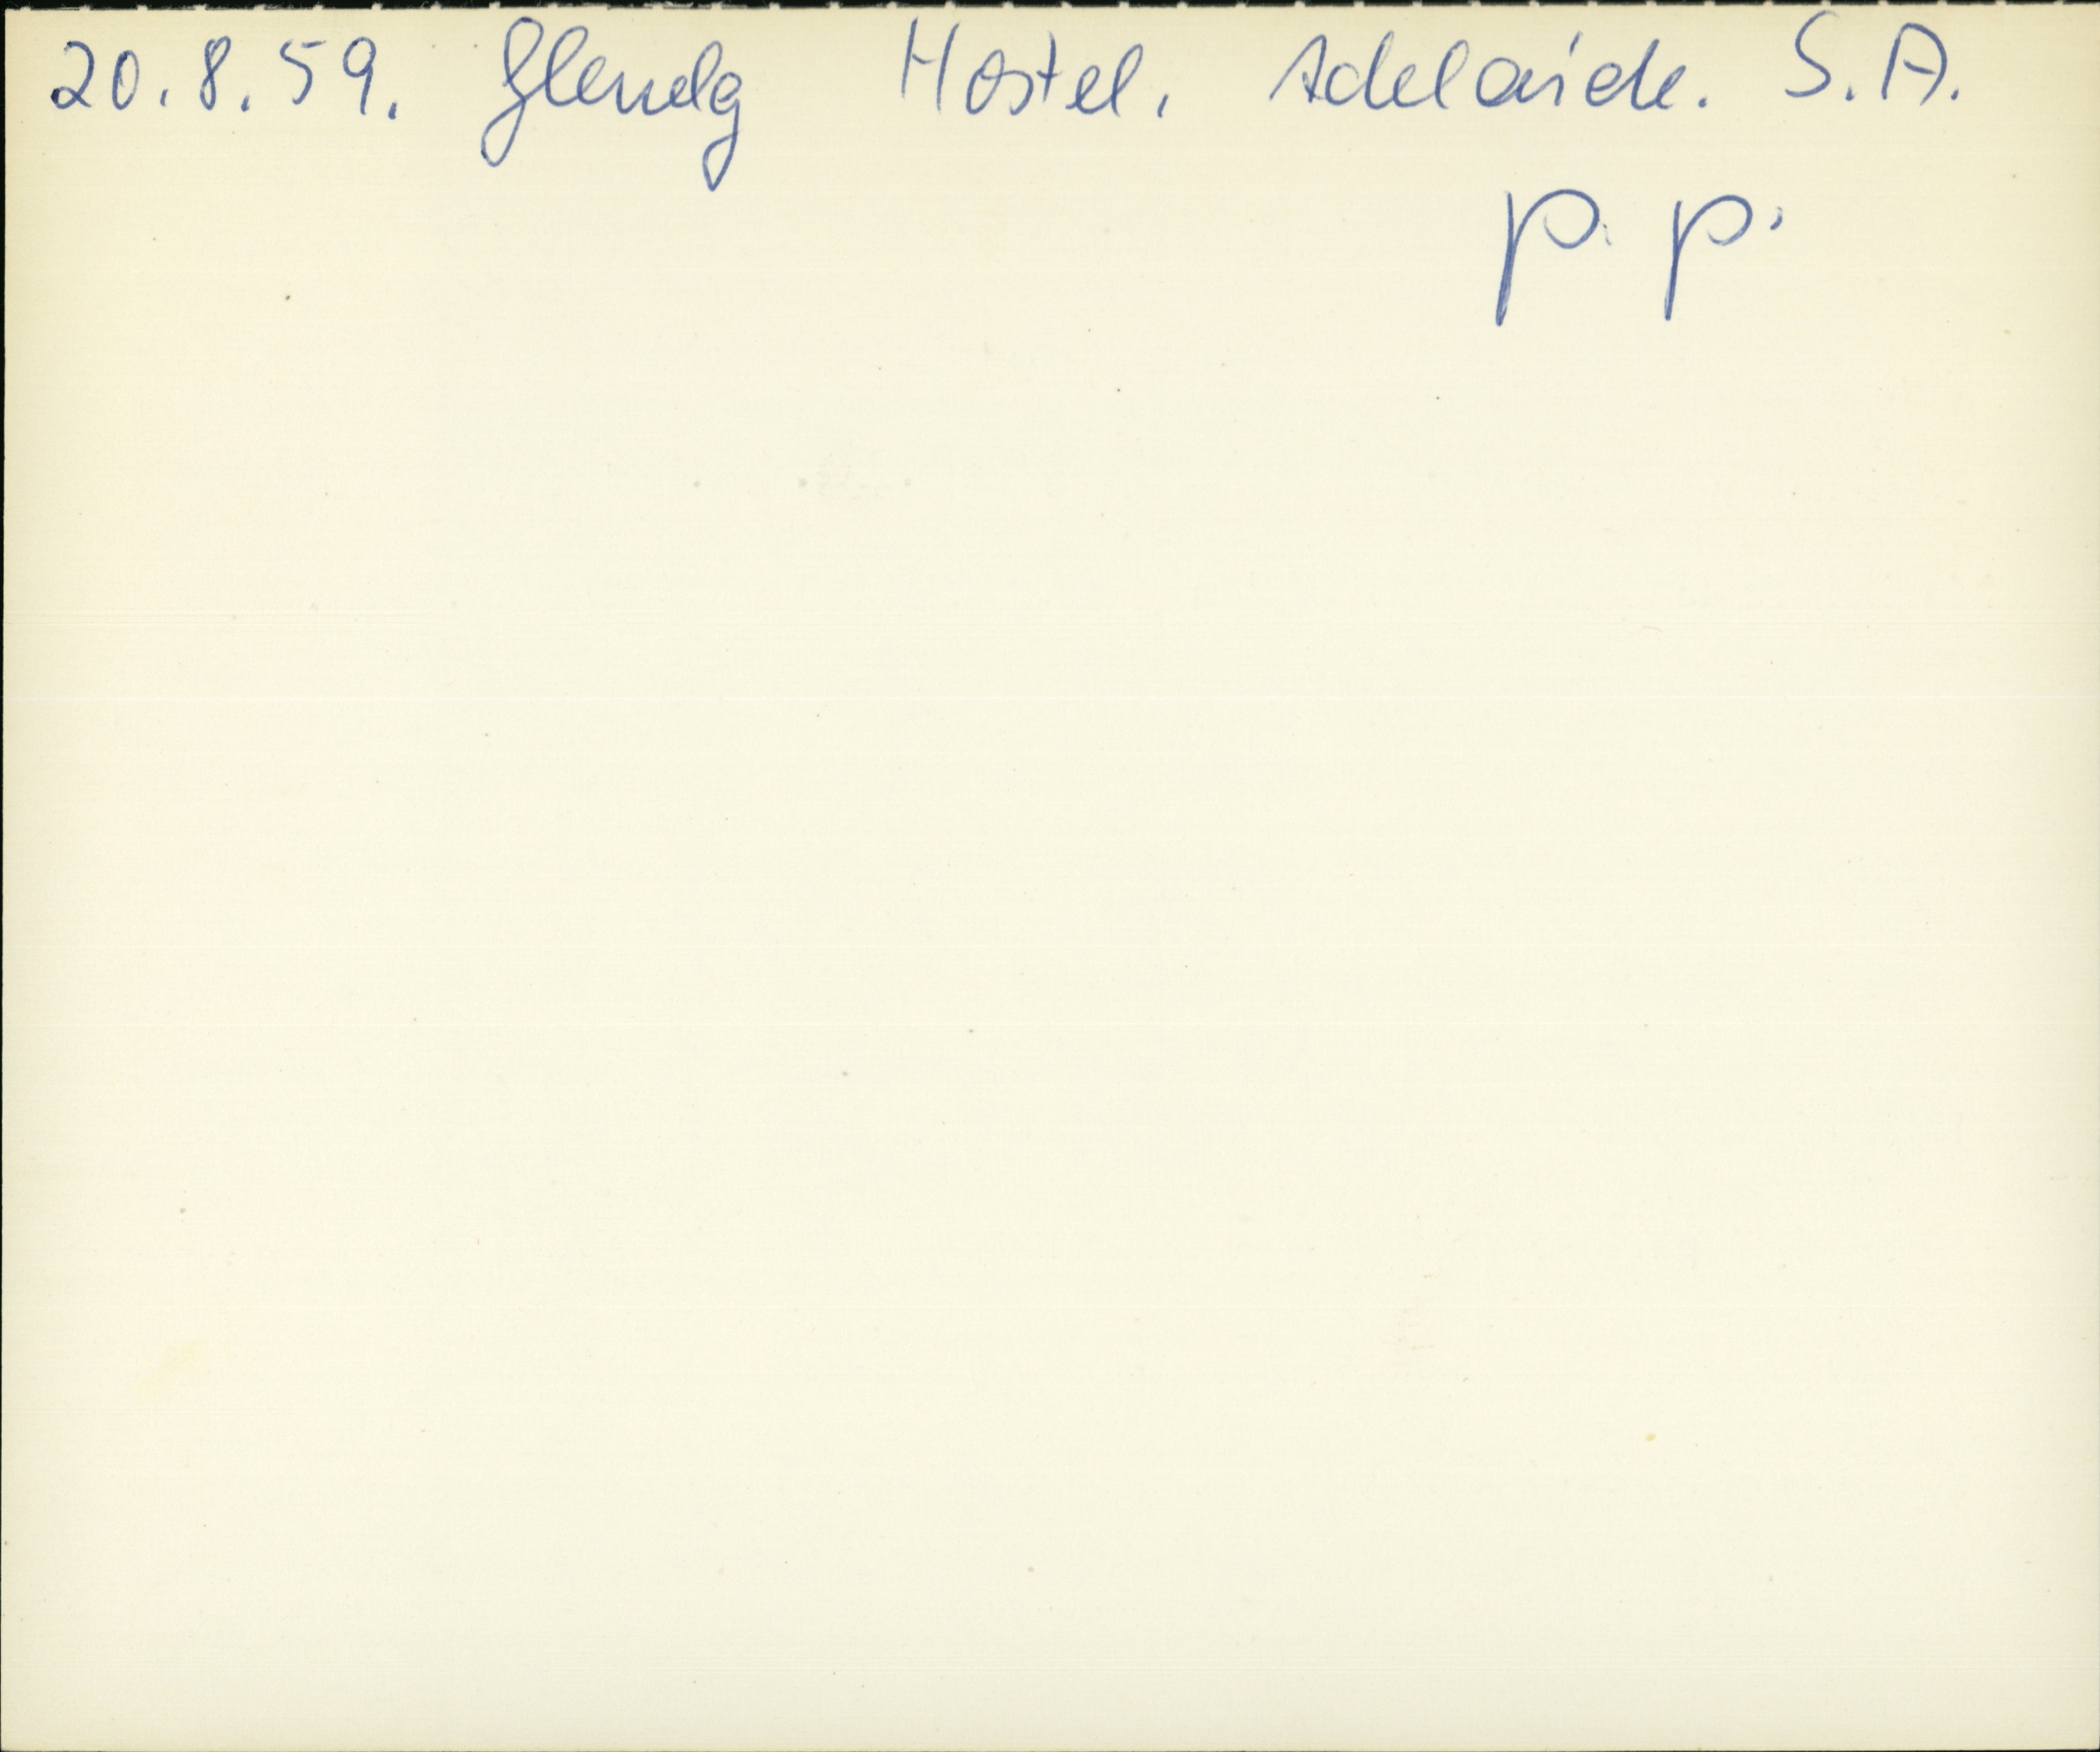 20.8.59. Glenelg Hostel. Adelaide. S.A.
p. p.